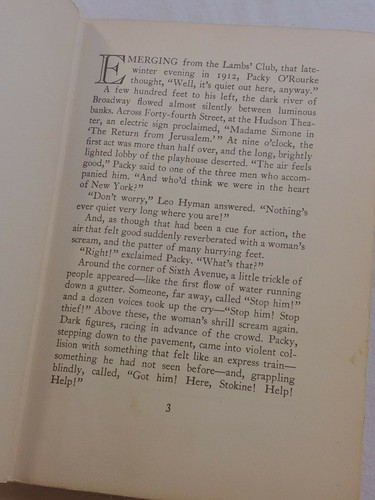 EMERGING from the Lambs' Club, that late-
winter evening in 1912, Packy O'Rourke
thought, "Well, it's quiet out here, anyway."
A few hundred feet to his left, the dark river of
Broadway flowed almost silently between luminous
banks. Across Forty-fourth Street, at the Hudson Thea-
ter, an electric sign proclaimed, "Madame Simone in
'The Return from Jerusalem.'" At nine o'clock, the
first act was more than half over, and the long, brightly
lighted lobby of the playhouse deserted. "The air feels
good," Packy said to one of the three men who accom-
panied him. "And who'd think we were in the heart
of New York?"
"Don't worry," Leo Hyman answered. "Nothing's
ever quiet very long where you are!"
And, as though that had been a cue for action, the
air that felt good suddenly reverberated with a woman's
scream, and the patter of many hurrying feet.
"Right!" exclaimed Packy. "What's that?"
Around the corner of Sixth Avenue, a little trickle of
people appeared—like the first flow of water running
down a gutter. Someone, far away, called "Stop him!"
and a dozen voices took up the cry—"Stop him! Stop
thief!" Above these, the woman's shrill scream again.
Dark figures, racing in advance of the crowd. Packy,
stepping down to the pavement, came into violent col-
lision with something that felt like an express train—
something he had not seen before—and, grappling
blindly, called, "Got him! Here, Stokine! Help!
Help!"
3